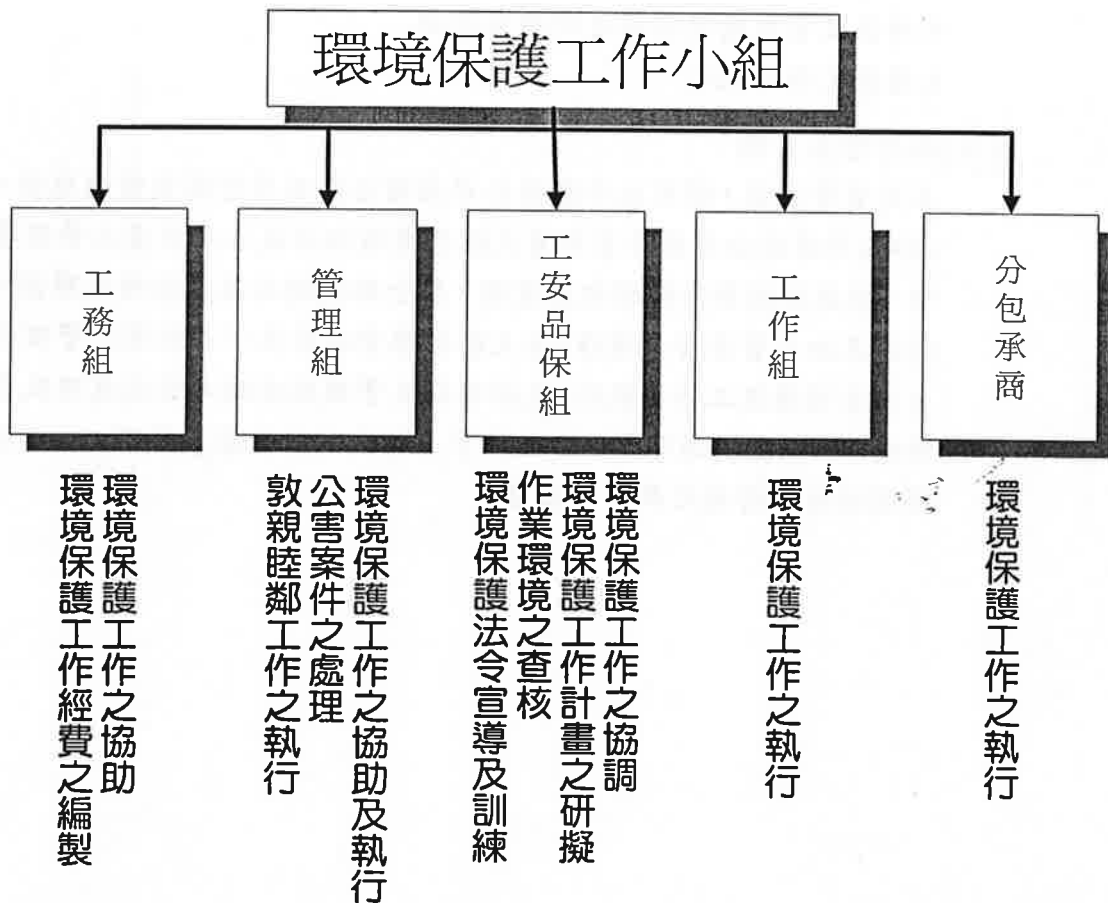 環境保護工作小組
工務組
管理組
工安品保組
工作組
分包承商
環境保護工作之協助
環境保護工作經費之編製
環境保護工作之協助及執行
公害案件之處理
敦親睦鄰工作之執行
環境保護工作之協調
環境保護工作計畫之研擬
作業環境之查核
環境保護法令宣導及訓練
環境保護工作之執行
環境保護工作之執行